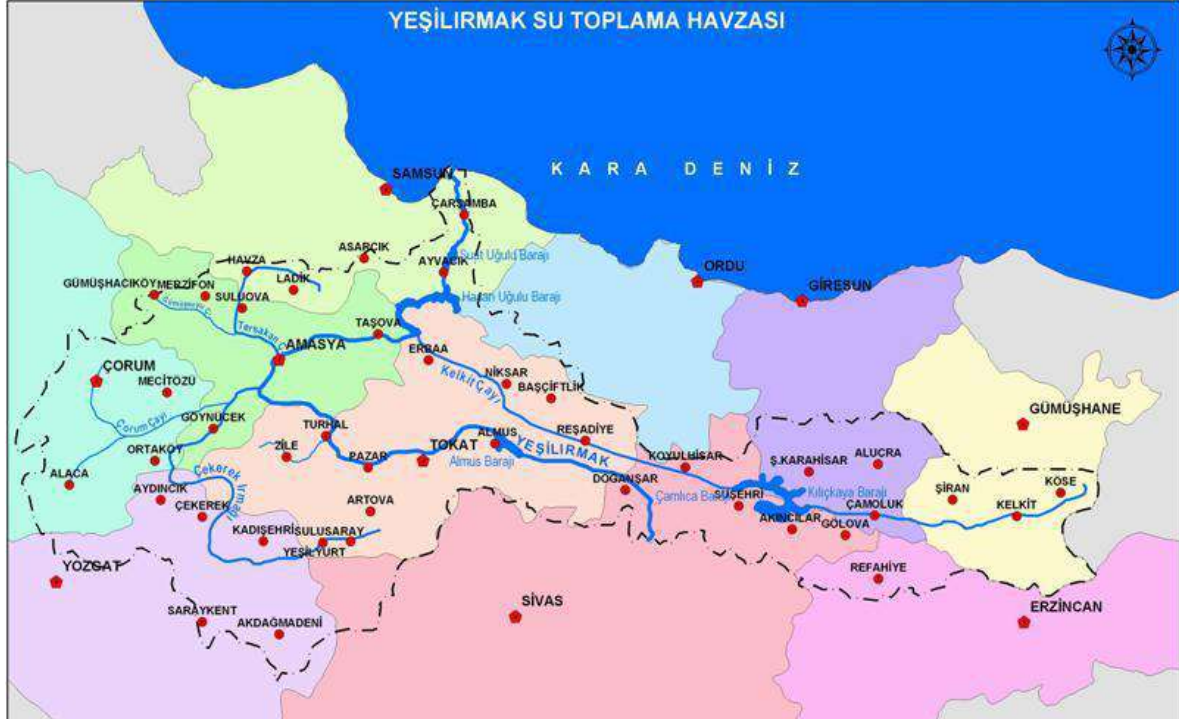 YEŞİLIRMAK SU TOPLAMA HAVZASI
KARA DENİZ
SAMSUN
ÇARŞAMBA
ASARCIK
Suat Uğulu Barajı
HAVZA
AYVACIK
LADİK
ORDU
GÜMÜŞHACIKÖY
MERZİFON
Hasan Uğulu Barajı
GİRESUN
SULUOVA
Tersakan Ç.
TAŞOVA
AMASYA
ERBAA
ÇORUM
Kelkit Çayı
NİKSAR
MECİTÖZÜ
BAŞÇİFTLİK
GÜMÜŞHANE
Çorum Çayı
GÖYNÜCEK
TURHAL
ALMUS
YEŞİLIRMAK
REŞADİYE
ZİLE
TOKAT
ORTAKÖY
PAZAR
Almus Barajı
KOYULHİSAR
Ş.KARAHİSAR
ALUCRA
ALACA
Çekerek Irmağı
DOĞANŞAR
ŞİRAN
KÖSE
AYDINCIK
ARTOVA
Çamlıca Barajı
SUŞEHRİ
Kılıçkaya Barajı
ÇAMOLUK
KELKİT
ÇEKEREK
KADIŞEHRİ
SULUSARAY
AKINCILAR
GÖLOVA
YEŞİLYURT
YOZGAT
REFAHİYE
SARAYKENT
SİVAS
ERZİNCAN
AKDAĞMADENİ